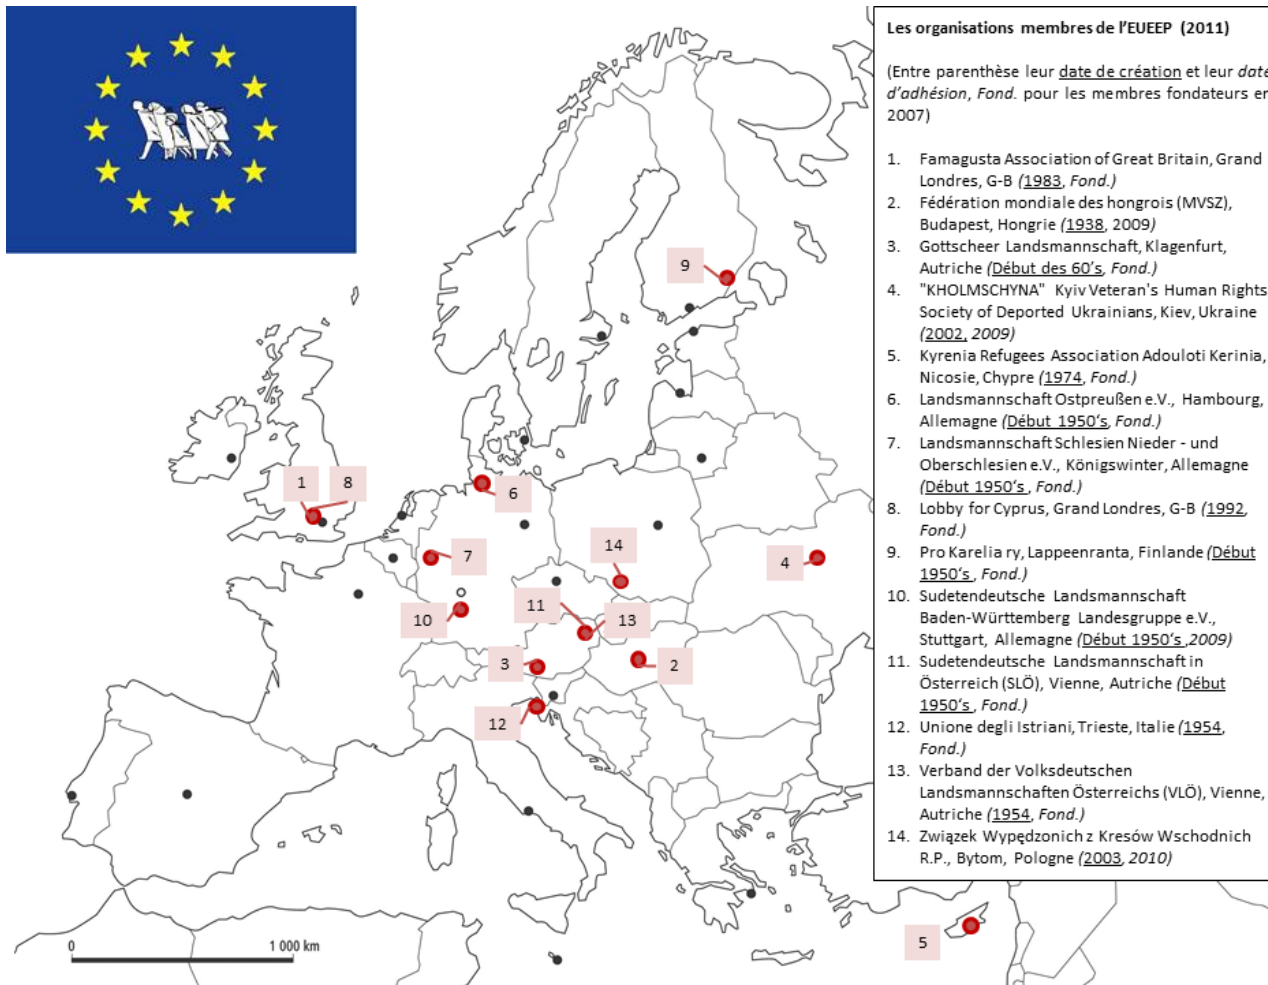 Les organisations membres de l'EUEEP (2011)
(Entre parenthèse leur date de création et leur date
d'adhésion, Fond. pour les membres fondateurs en
2007)
1. Famagusta Association of Great Britain, Grand
Londres, G-B (1983, Fond.)
2. Fédération mondiale des hongrois (MVSZ),
Budapest, Hongrie (1938, 2009)
3. Gottscheer Landsmannschaft, Klagenfurt,
Autriche (Début des 60's, Fond.)
4. "KHOLMSCHYNA" Kyiv Veteran's Human Rights
Society of Deported Ukrainians, Kiev, Ukraine
(2002, 2009)
5. Kyrenia Refugees Association Adouloti Kerinia,
Nicosie, Chypre (1974, Fond.)
6. Landsmannschaft Ostpreußen e.V., Hambourg,
Allemagne (Début 1950's, Fond.)
7. Landsmannschaft Schlesien Nieder - und
Oberschlesien e.V., Königswinter, Allemagne
(Début 1950's , Fond.)
8. Lobby for Cyprus, Grand Londres, G-B (1992,
Fond.)
9. Pro Karelia ry, Lappeenranta, Finlande (Début
1950's , Fond.)
10. Sudetendeutsche Landsmannschaft
Baden-Württemberg Landesgruppe e.V.,
Stuttgart, Allemagne (Début 1950's ,2009)
11. Sudetendeutsche Landsmannschaft in
Österreich (SLÖ), Vienne, Autriche (Début
1950's , Fond.)
12. Unione degli Istriani, Trieste, Italie (1954,
Fond.)
13. Verband der Volksdeutschen
Landsmannschaften Österreichs (VLÖ), Vienne,
Autriche (1954, Fond.)
14. Związek Wypędzonich z Kresów Wschodnich
R.P., Bytom, Pologne (2003, 2010)
9
1 8
6
14
7
4
11
10
13
3
2
12
5
0 1 000 km